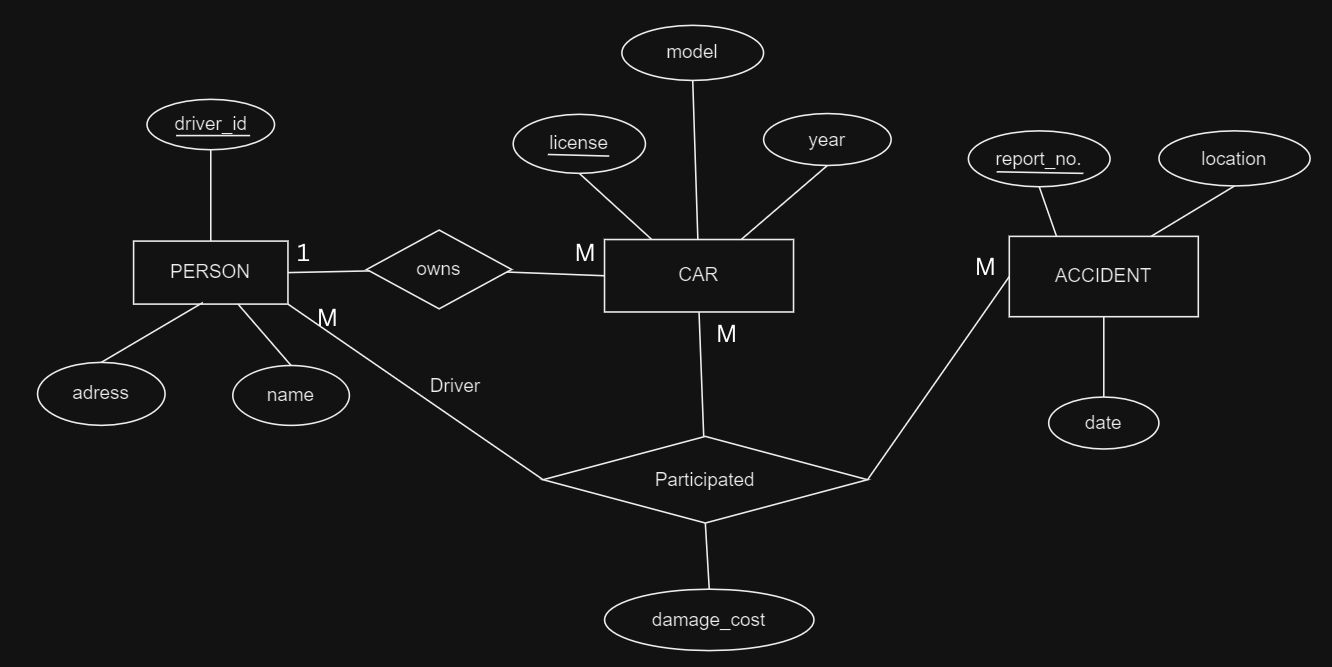 model
driver_id
license
year
report_no.
location
PERSON
1
owns
M
CAR
M
ACCIDENT
M
M
Driver
adress
name
date
Participated
damage_cost